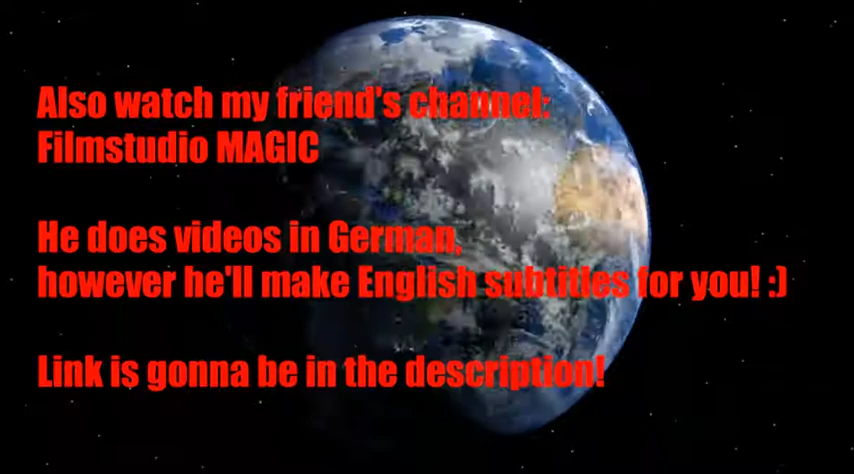 Also watch my friend's channel:
Filmstudio MAGIC
He does videos in German,
however he'll make English subtitles for you! :)
Link is gonna be in the description!